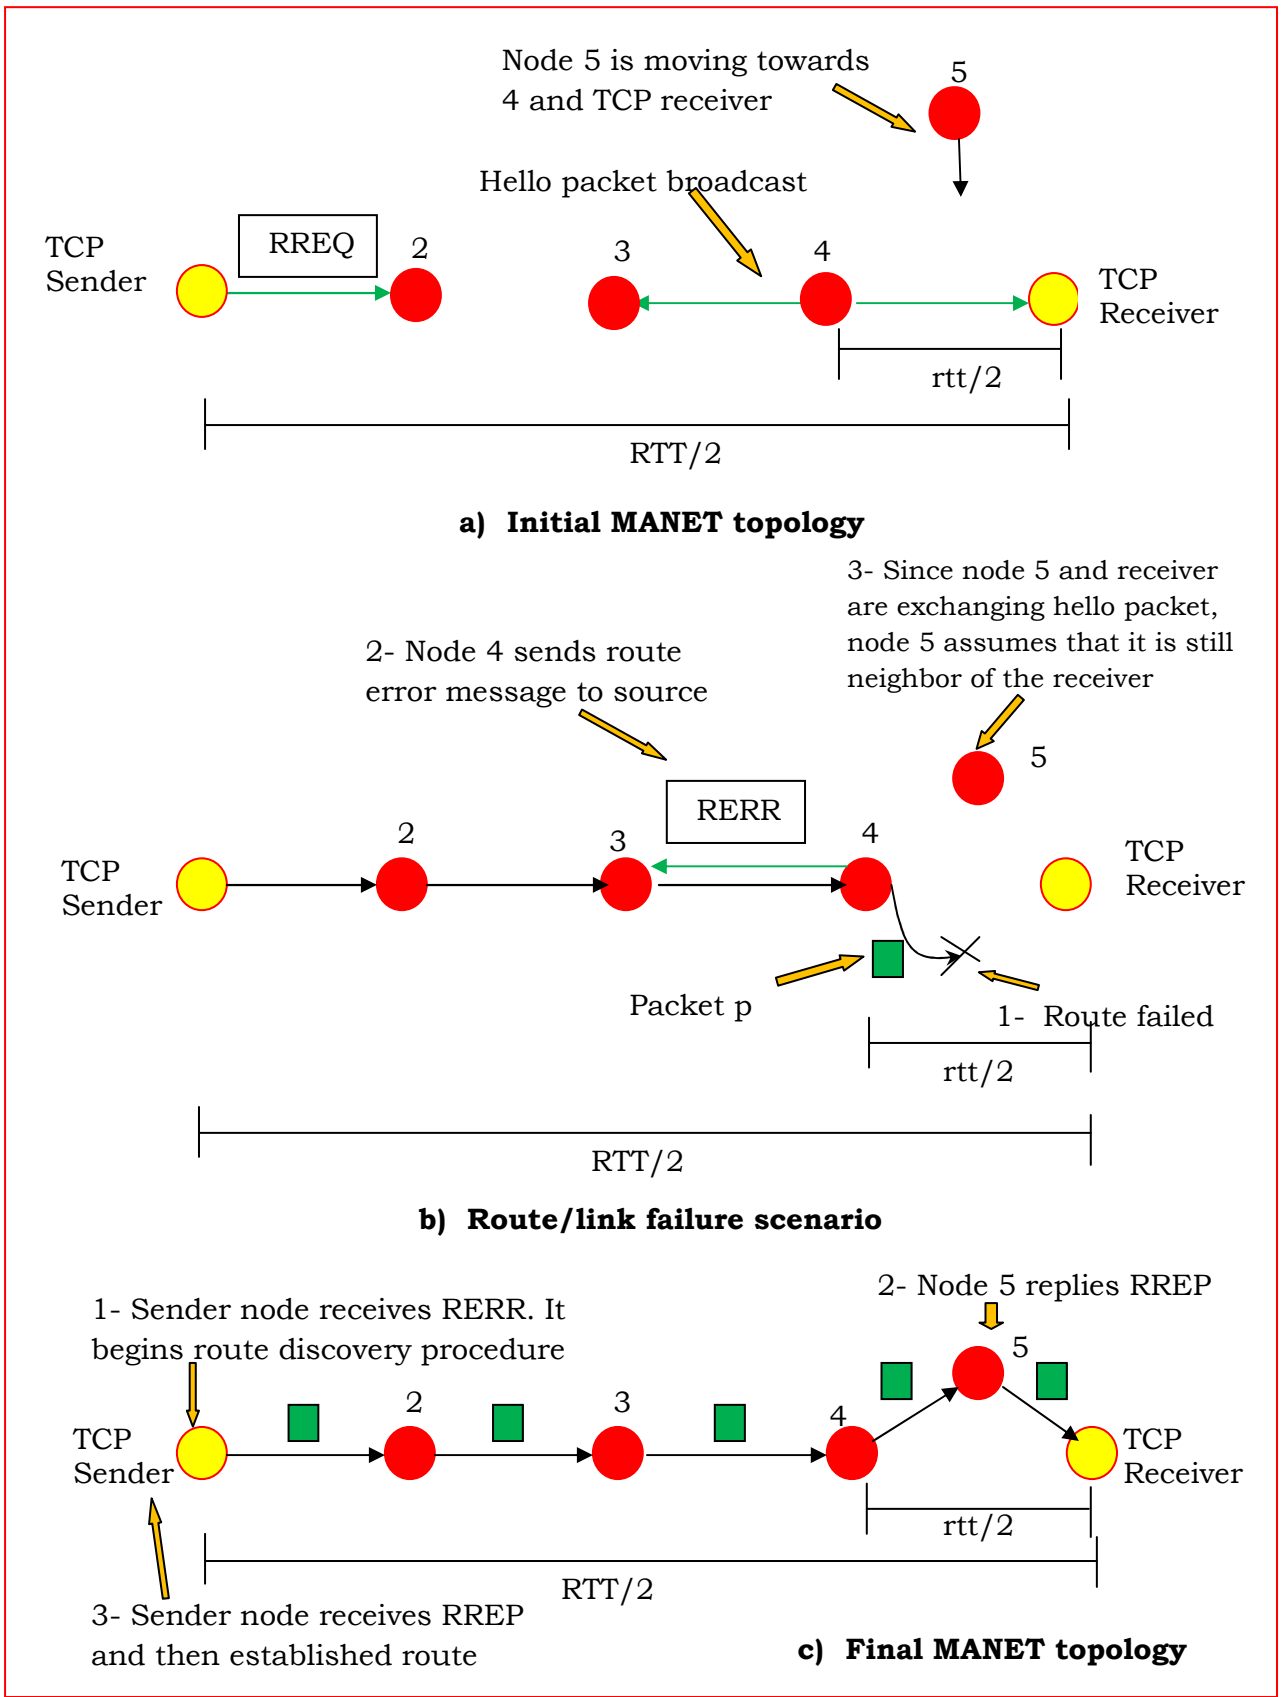 Node 5 is moving towards
4 and TCP receiver
5
Hello packet broadcast
TCP
Sender
RREQ
2
3
4
TCP
Receiver
rtt/2
RTT/2
a) Initial MANET topology
3- Since node 5 and receiver
are exchanging hello packet,
node 5 assumes that it is still
neighbor of the receiver
2- Node 4 sends route
error message to source
5
RERR
TCP
Sender
2
3
4
TCP
Receiver
Packet p
1- Route failed
rtt/2
RTT/2
b) Route/link failure scenario
2- Node 5 replies RREP
1- Sender node receives RERR. It
begins route discovery procedure
5
TCP
Sender
2
3
4
TCP
Receiver
rtt/2
RTT/2
3- Sender node receives RREP
and then established route
c) Final MANET topology